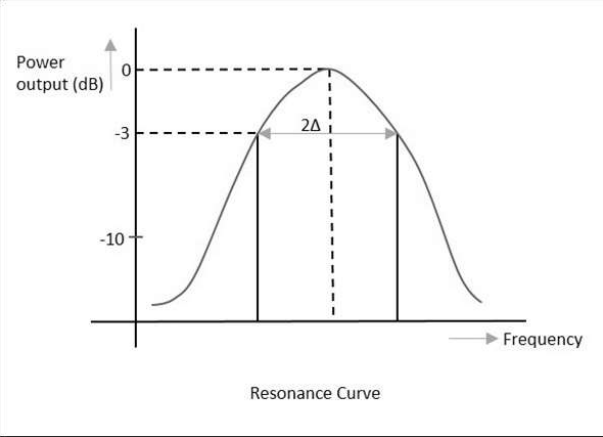 Power
output (dB)
0
-3
2Δ
-10
Frequency
Resonance Curve